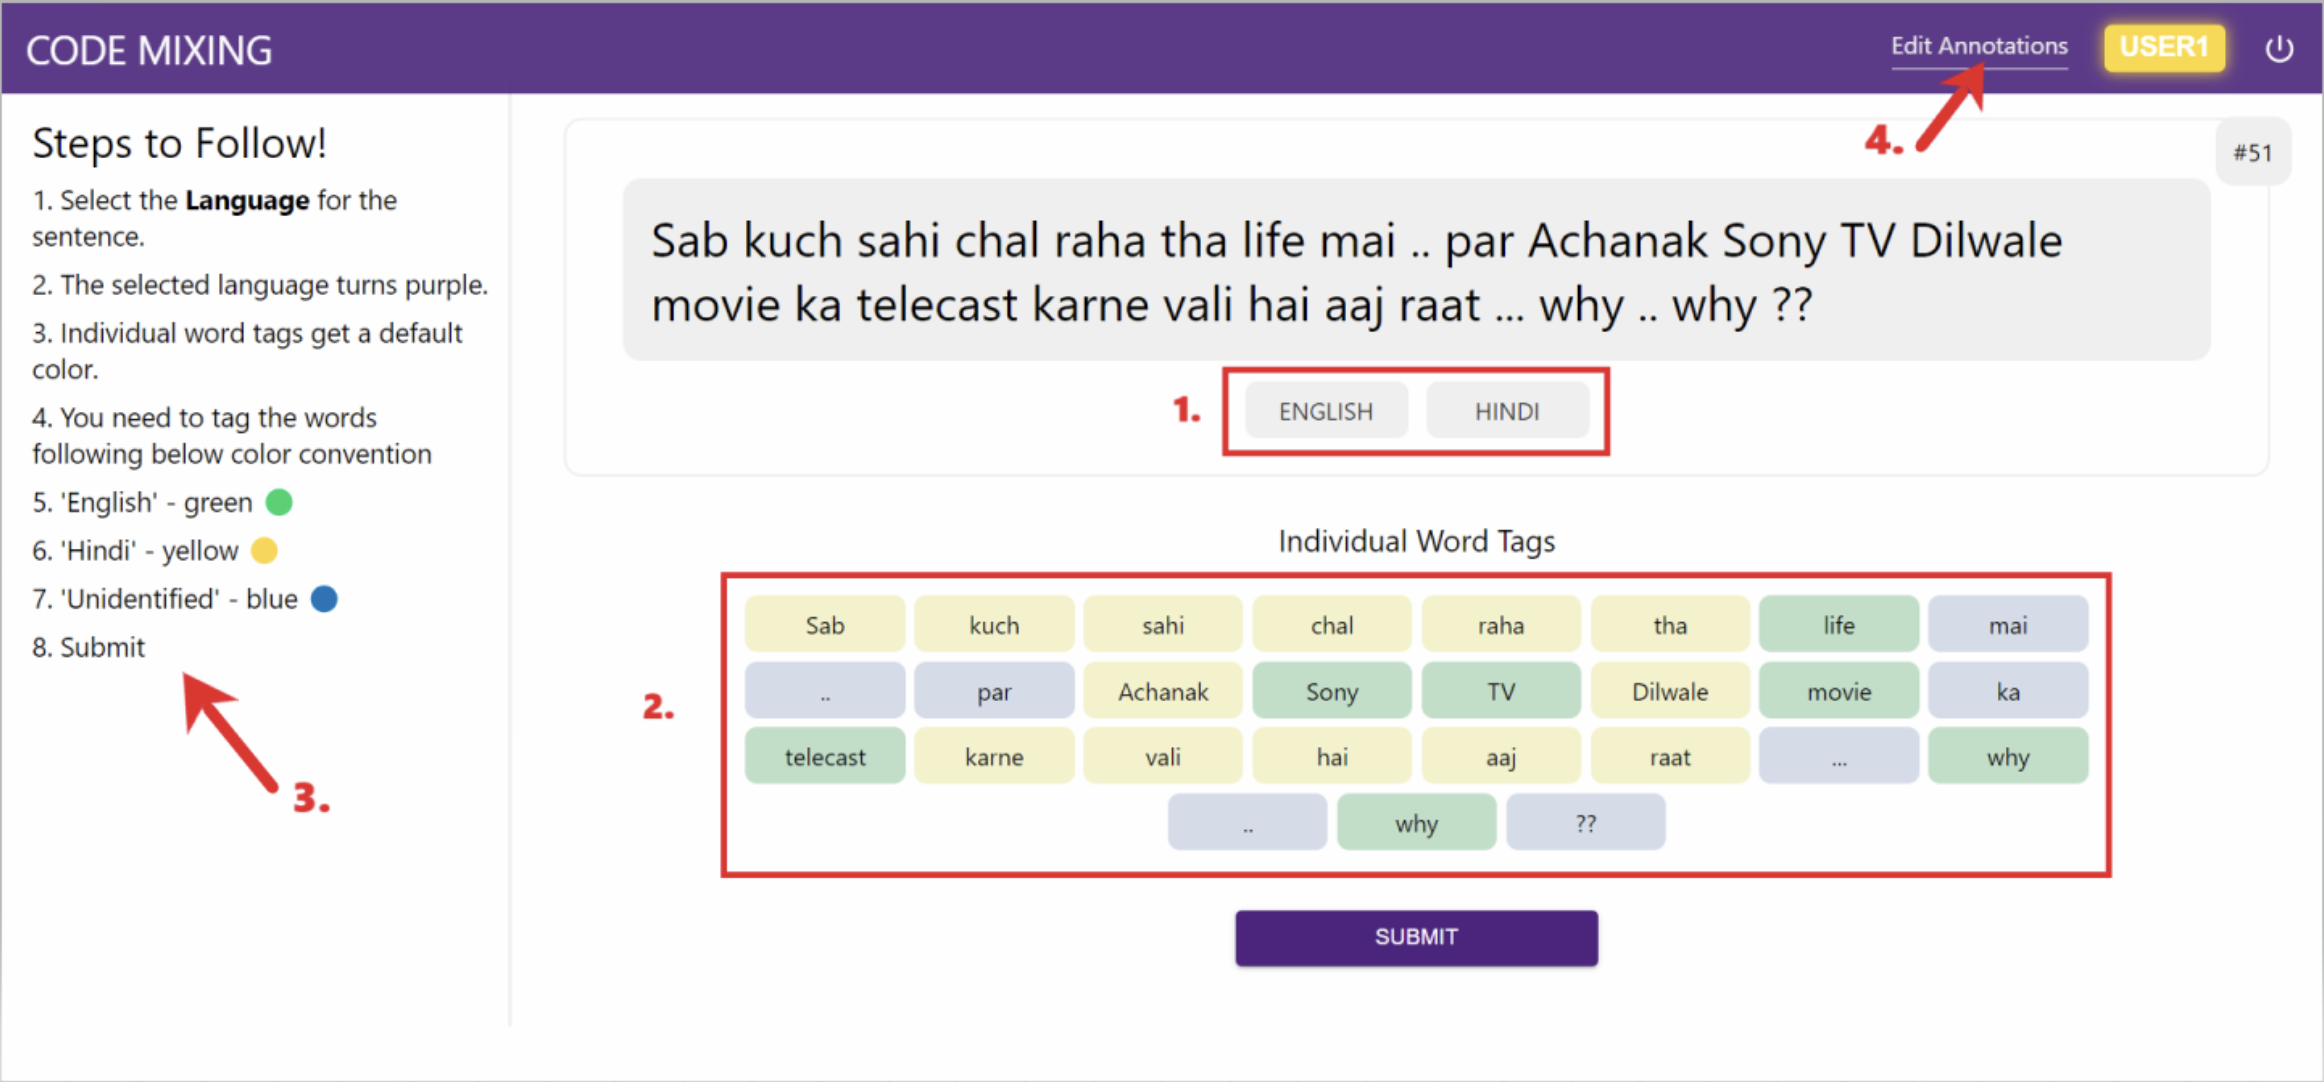 CODE MIXING
Edit Annotations
USER1
4.
#51
Steps to Follow!
1. Select the Language for the
sentence.
2. The selected language turns purple.
3. Individual word tags get a default
color.
4. You need to tag the words
following below color convention
5. 'English' - green
6. 'Hindi' - yellow
7. 'Unidentified' - blue
8. Submit
3.
Sab kuch sahi chal raha tha life mai .. par Achanak Sony TV Dilwale
movie ka telecast karne vali hai aaj raat ... why .. why ??
1.
ENGLISH HINDI
Individual Word Tags
2.
Sab kuch sahi chal raha tha life mai
.. par Achanak Sony TV Dilwale movie ka
telecast karne vali hai aaj raat ... why
.. why ??
SUBMIT